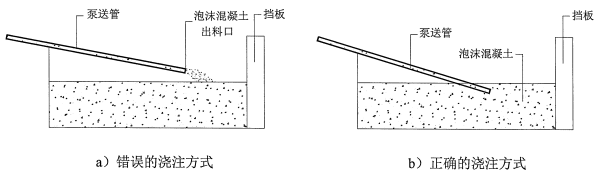 泵送管
泡沫混凝土
出料口
挡板
a）错误的浇注方式
泵送管
泡沫混凝土
挡板
b）正确的浇注方式